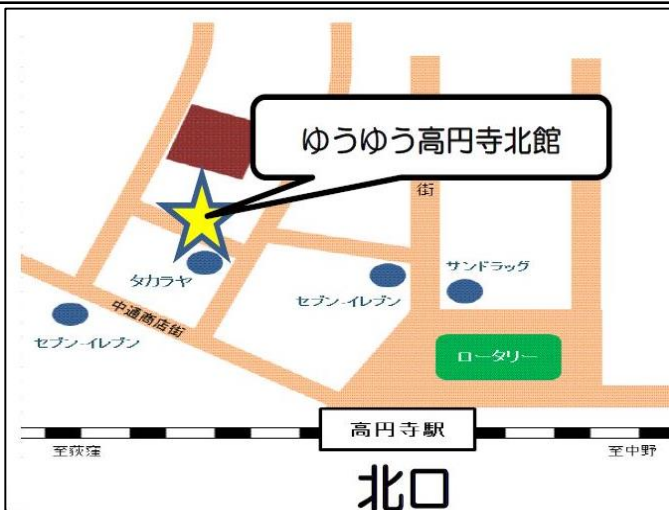 ゆうゆう高円寺北館
街
サンドラッグ
タカラヤ
セブン-イレブン
中通商店街
セブン-イレブン
ロータリー
高円寺駅
至荻窪
至中野
北口